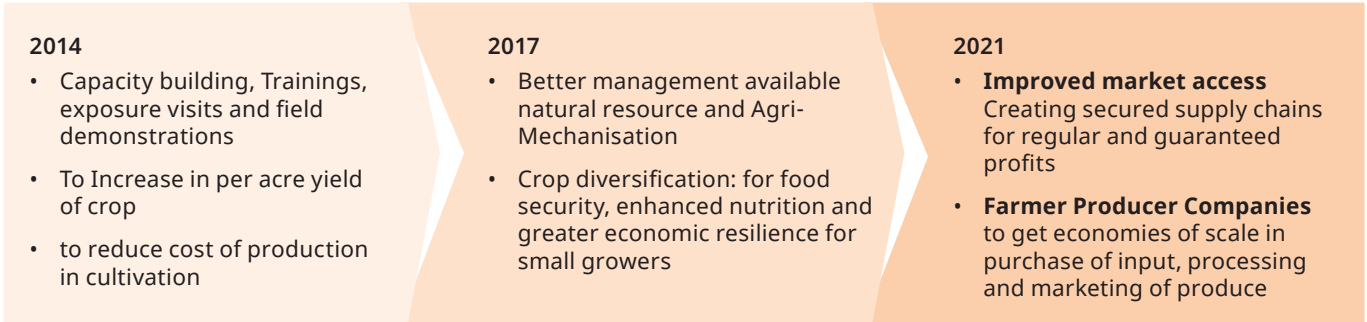 2014
• Capacity building, Trainings,
exposure visits and field
demonstrations
• To Increase in per acre yield
of crop
• to reduce cost of production
in cultivation
2017
• Better management available
natural resource and Agri-
Mechanisation
• Crop diversification: for food
security, enhanced nutrition and
greater economic resilience for
small growers
2021
• Improved market access
Creating secured supply chains
for regular and guaranteed
profits
• Farmer Producer Companies
to get economies of scale in
purchase of input, processing
and marketing of produce